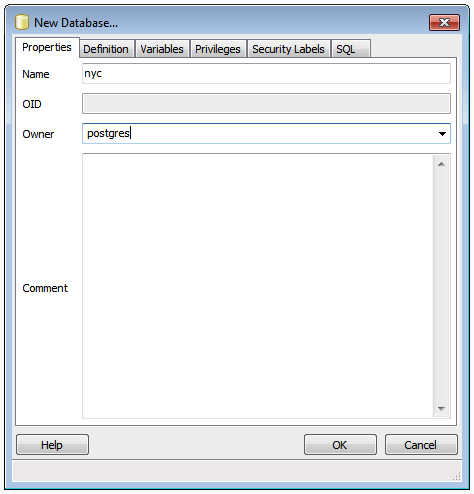 New Database...
Properties Definition Variables Privileges Security Labels SQL
Name nyc
OID
Owner postgres
Comment
Help OK Cancel